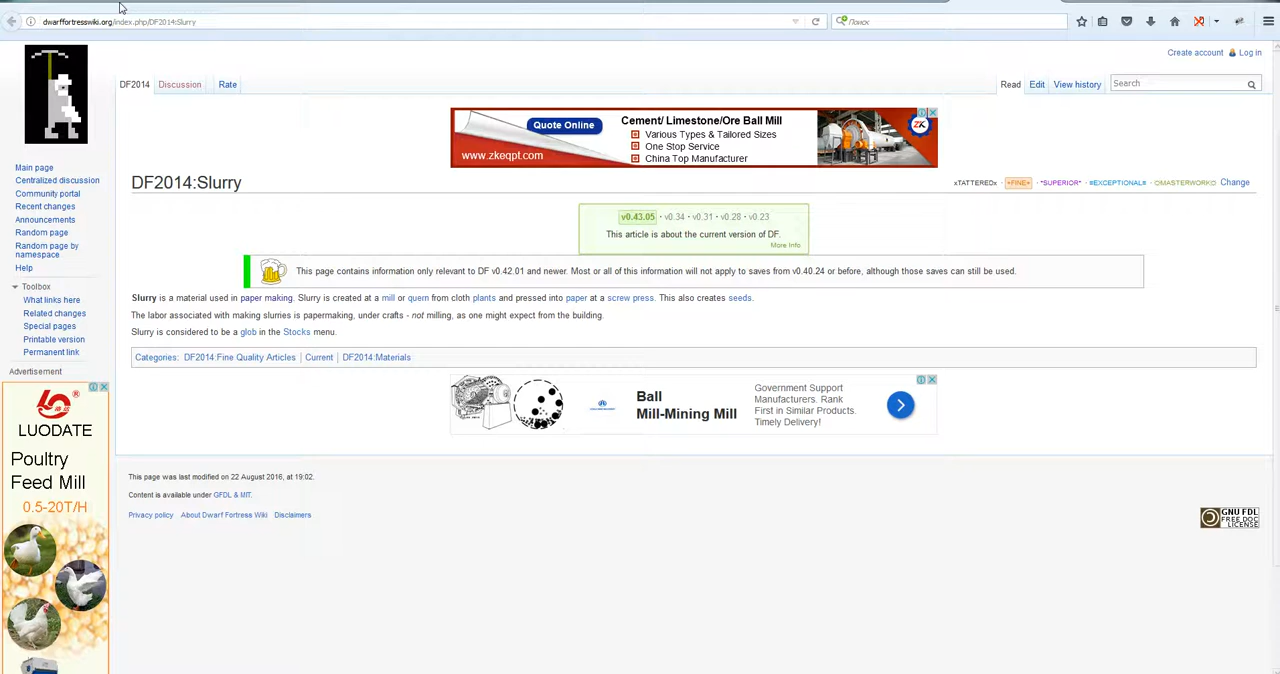 dwarffortresswiki.org/index.php/DF2014:Slurry
Поиск
Create account Log in
DF2014 Discussion Rate
Read Edit View history
Search
Quote Online
www.zkeqpt.com
Cement/ Limestone/Ore Ball Mill
Various Types & Tailored Sizes
One Stop Service
China Top Manufacturer
ZK
Main page
Centralized discussion
Community portal
Recent changes
Announcements
Random page
Random page by
namespace
Help
Toolbox
What links here
Related changes
Special pages
Printable version
Permanent link
Advertisement
LUODATE
Poultry
Feed Mill
0.5-20T/H
DF2014:Slurry
xTATTEREDx · +FINE+ · *SUPERIOR* · ≡EXCEPTIONAL≡ · ☼MASTERWORK☼ Change
v0.43.05 · v0.34 · v0.31 · v0.28 · v0.23
This article is about the current version of DF.
More Info
This page contains information only relevant to DF v0.42.01 and newer. Most or all of this information will not apply to saves from v0.40.24 or before, although those saves can still be used.
Slurry is a material used in paper making. Slurry is created at a mill or quern from cloth plants and pressed into paper at a screw press. This also creates seeds.
The labor associated with making slurries is papermaking, under crafts - not milling, as one might expect from the building.
Slurry is considered to be a glob in the Stocks menu.
Categories: DF2014:Fine Quality Articles | Current | DF2014:Materials
Ball
Mill-Mining Mill
Government Support
Manufacturers. Rank
First in Similar Products.
Timely Delivery!
This page was last modified on 22 August 2016, at 19:02.
Content is available under GFDL & MIT.
Privacy policy About Dwarf Fortress Wiki Disclaimers
GNU FDL
FREE DOC
LICENSE